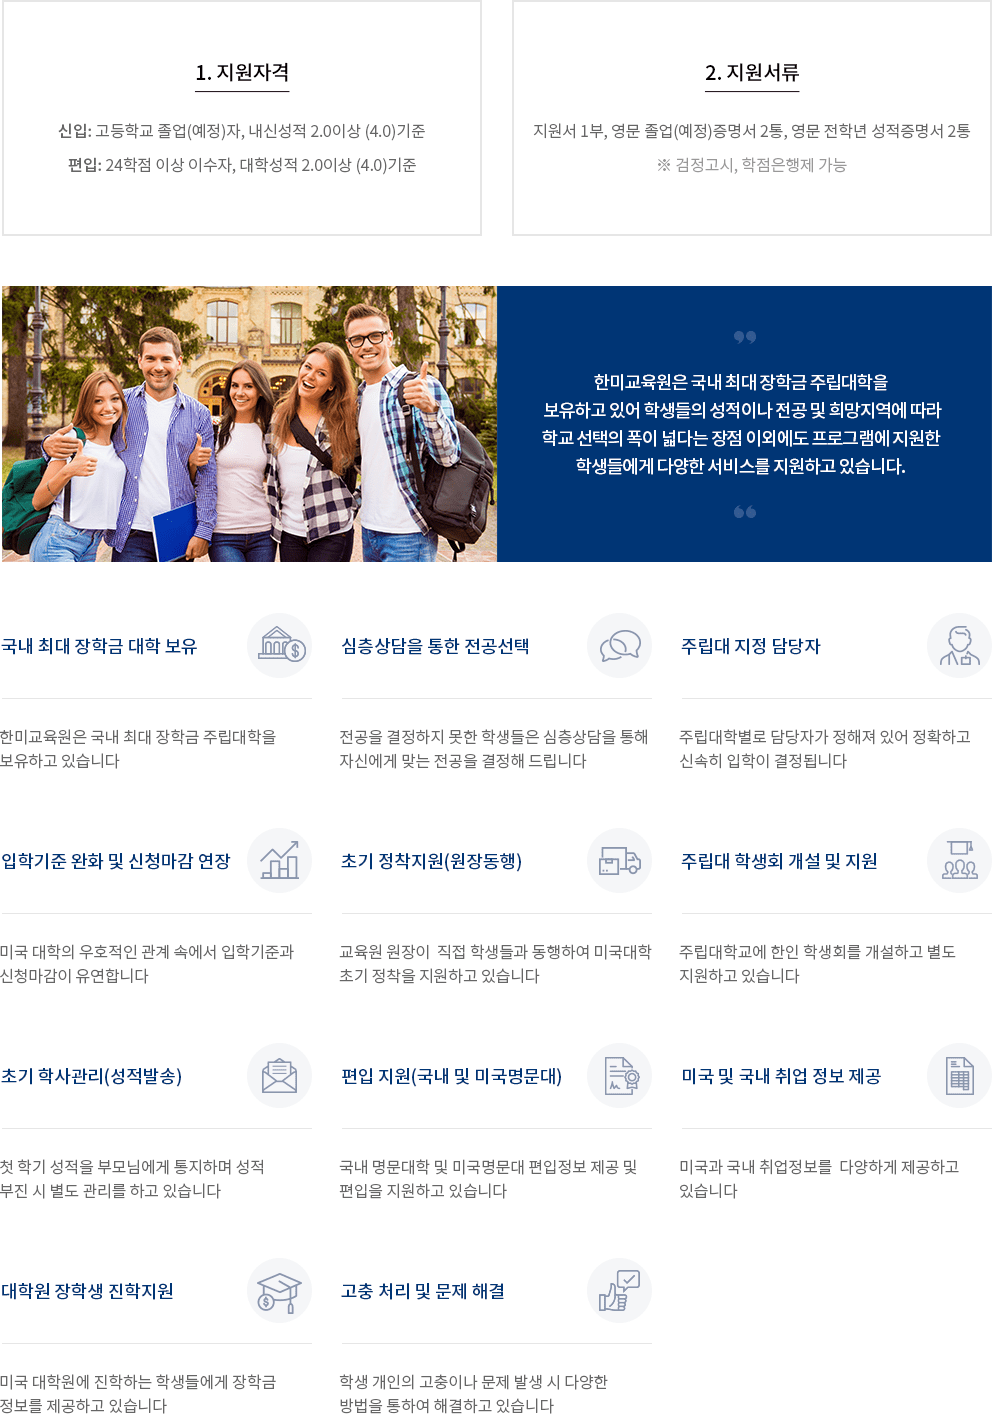 1. 지원자격
신입: 고등학교 졸업(예정)자, 내신성적 2.0이상 (4.0)기준
편입: 24학점 이상 이수자, 대학성적 2.0이상 (4.0)기준
2. 지원서류
지원서 1부, 영문 졸업(예정)증명서 2통, 영문 전학년 성적증명서 2통
※ 검정고시, 학점은행제 가능
한미교육원은 국내 최대 장학금 주립대학을
보유하고 있어 학생들의 성적이나 전공 및 희망지역에 따라
학교 선택의 폭이 넓다는 장점 이외에도 프로그램에 지원한
학생들에게 다양한 서비스를 지원하고 있습니다.
국내 최대 장학금 대학 보유
한미교육원은 국내 최대 장학금 주립대학을
보유하고 있습니다
심층상담을 통한 전공선택
전공을 결정하지 못한 학생들은 심층상담을 통해
자신에게 맞는 전공을 결정해 드립니다
주립대 지정 담당자
주립대학별로 담당자가 정해져 있어 정확하고
신속히 입학이 결정됩니다
입학기준 완화 및 신청마감 연장
미국 대학의 우호적인 관계 속에서 입학기준과
신청마감이 유연합니다
초기 정착지원(원장동행)
교육원 원장이 직접 학생들과 동행하여 미국대학
초기 정착을 지원하고 있습니다
주립대 학생회 개설 및 지원
주립대학교에 한인 학생회를 개설하고 별도
지원하고 있습니다
초기 학사관리(성적발송)
첫 학기 성적을 부모님에게 통지하며 성적
부진 시 별도 관리를 하고 있습니다
편입 지원(국내 및 미국명문대)
국내 명문대학 및 미국명문대 편입정보 제공 및
편입을 지원하고 있습니다
미국 및 국내 취업 정보 제공
미국과 국내 취업정보를 다양하게 제공하고
있습니다
대학원 장학생 진학지원
미국 대학원에 진학하는 학생들에게 장학금
정보를 제공하고 있습니다
고충 처리 및 문제 해결
학생 개인의 고충이나 문제 발생 시 다양한
방법을 통하여 해결하고 있습니다